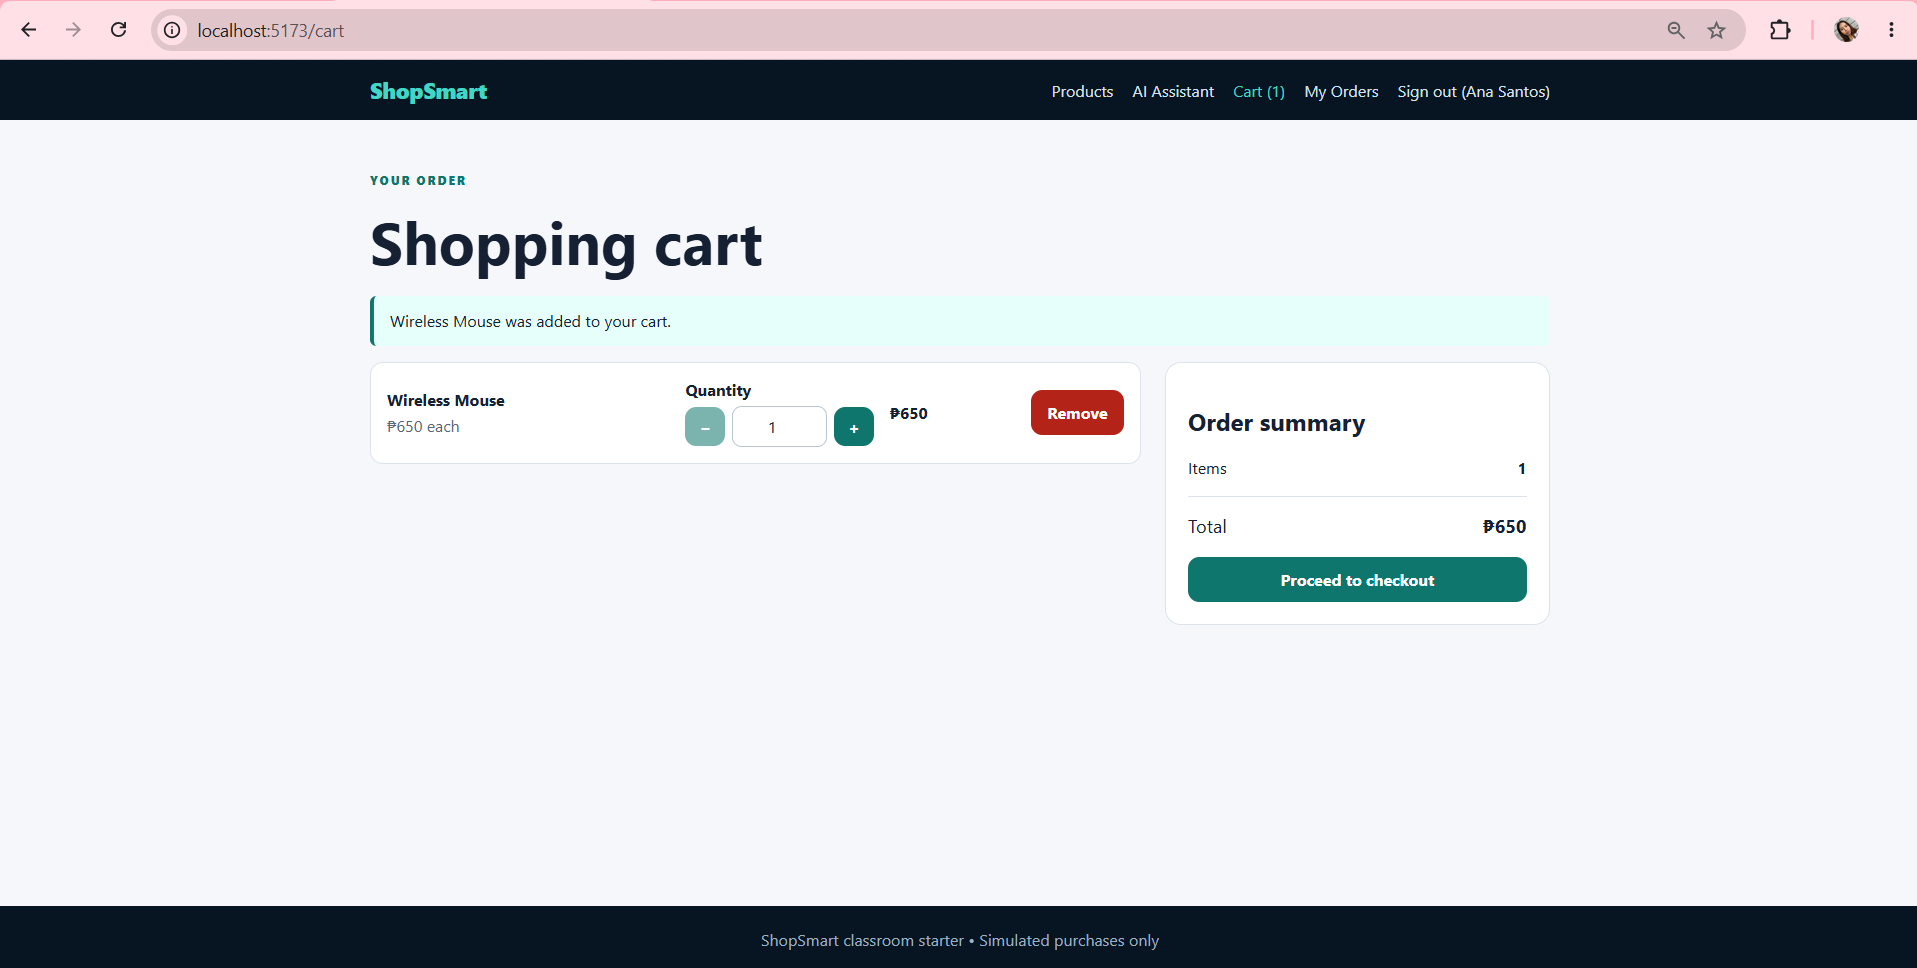 localhost:5173/cart
ShopSmart
Products AI Assistant Cart (1) My Orders Sign out (Ana Santos)
YOUR ORDER
Shopping cart
Wireless Mouse was added to your cart.
Wireless Mouse
₱650 each
Quantity
− 1 +
₱650
Remove
Order summary
Items 1
Total ₱650
Proceed to checkout
ShopSmart classroom starter • Simulated purchases only